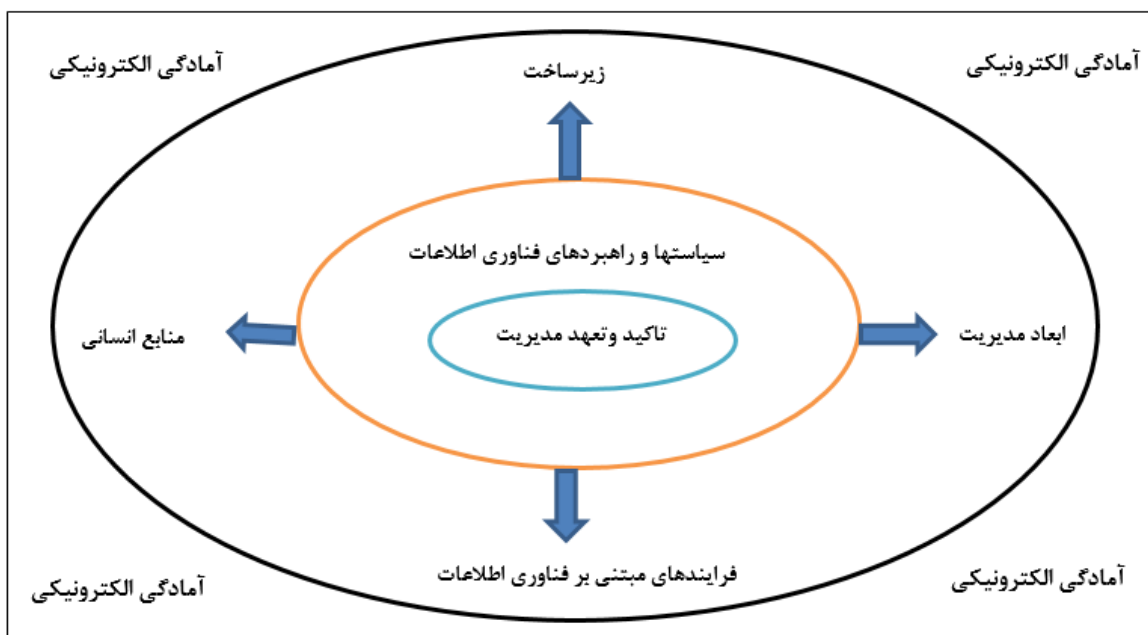 آمادگی الکترونیکی
آمادگی الکترونیکی
زیرساخت
سیاستها و راهبردهای فناوری اطلاعات
تاکید وتعهد مدیریت
ابعاد مدیریت
منابع انسانی
فرایندهای مبتنی بر فناوری اطلاعات
آمادگی الکترونیکی
آمادگی الکترونیکی